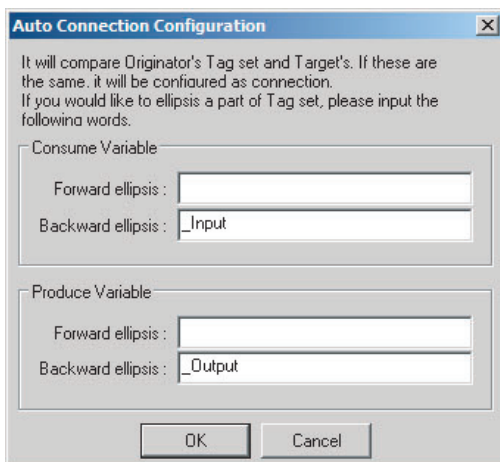 Auto Connection Configuration
It will compare Originator's Tag set and Target's. If these are
the same, it will be configured as connection.
If you would like to ellipsis a part of Tag set, please input the
following words.
Consume Variable
Forward ellipsis :
Backward ellipsis : _Input
Produce Variable
Forward ellipsis :
Backward ellipsis : _Output
OK Cancel